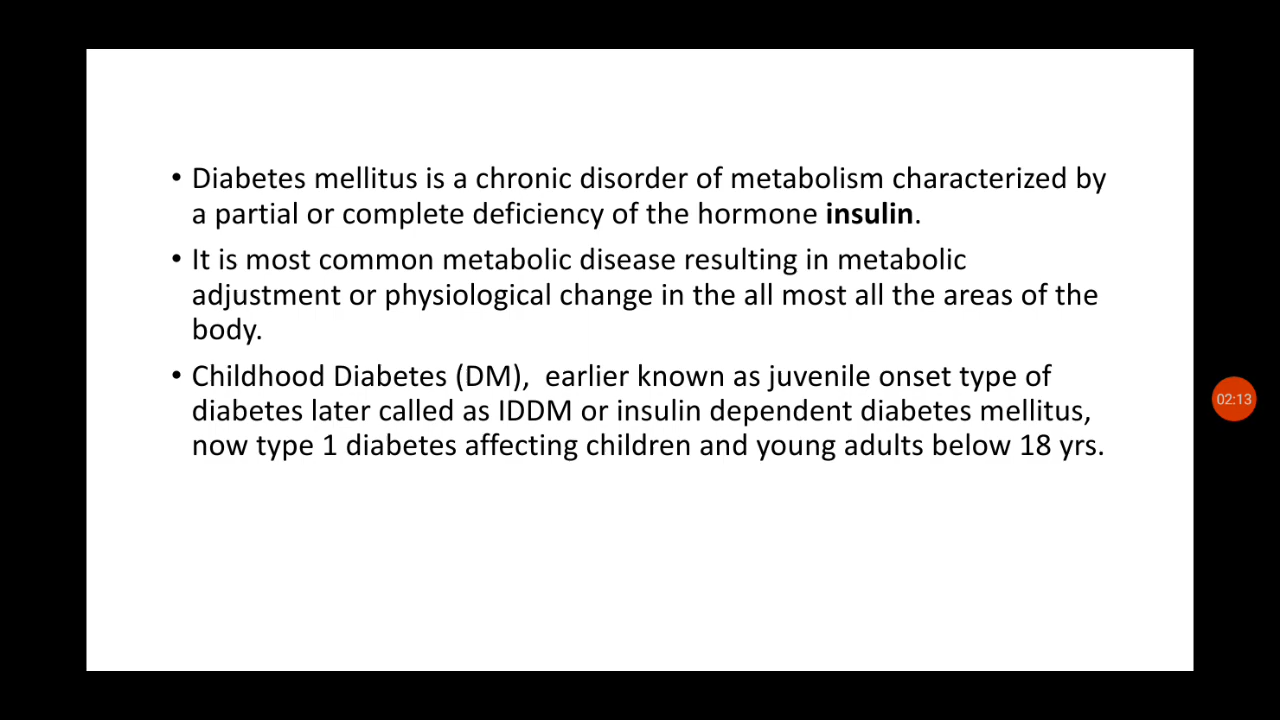 • Diabetes mellitus is a chronic disorder of metabolism characterized by
a partial or complete deficiency of the hormone insulin.
• It is most common metabolic disease resulting in metabolic
adjustment or physiological change in the all most all the areas of the
body.
• Childhood Diabetes (DM),  earlier known as juvenile onset type of
diabetes later called as IDDM or insulin dependent diabetes mellitus,
now type 1 diabetes affecting children and young adults below 18 yrs.
02:13